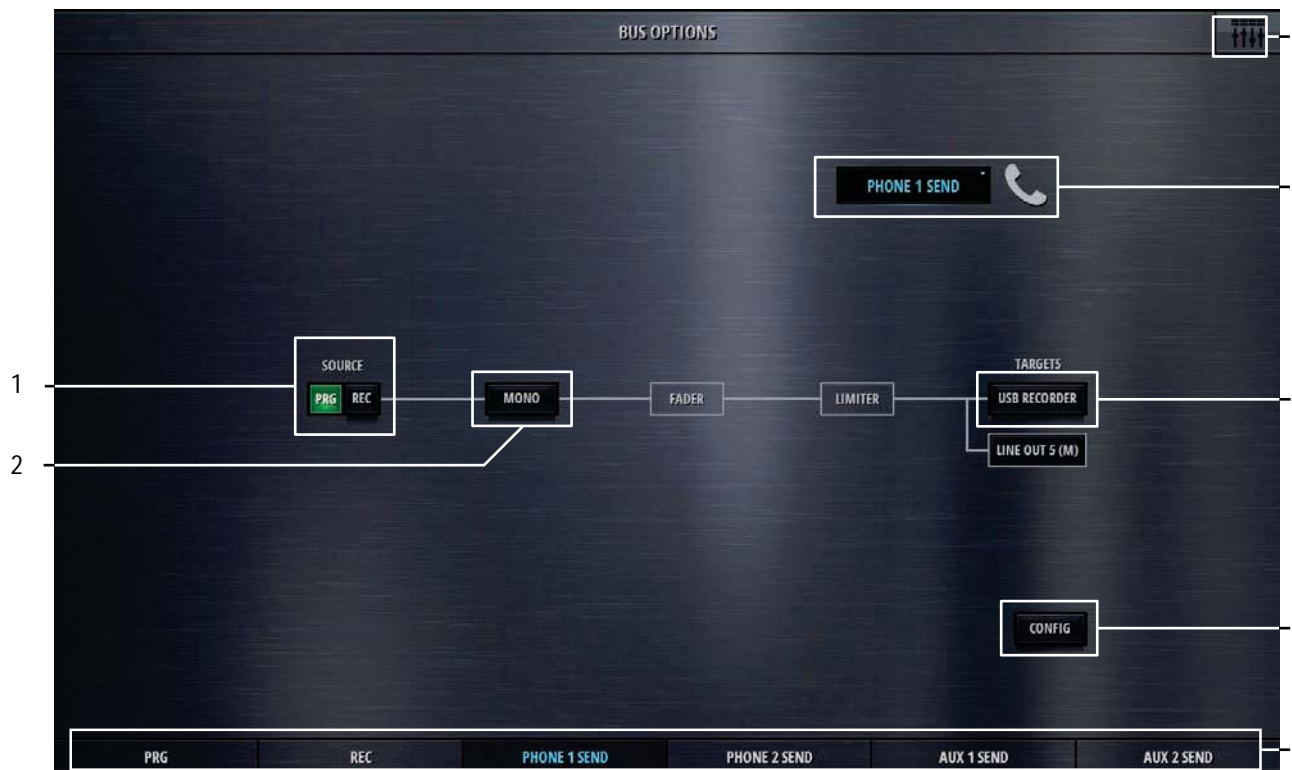 BUS OPTIONS
PHONE 1 SEND
SOURCE
TARGETS
1
PRG REC
MONO
FADER
LIMITER
USB RECORDER
2
LINE OUT 5 (M)
CONFIG
PRG
REC
PHONE 1 SEND
PHONE 2 SEND
AUX 1 SEND
AUX 2 SEND